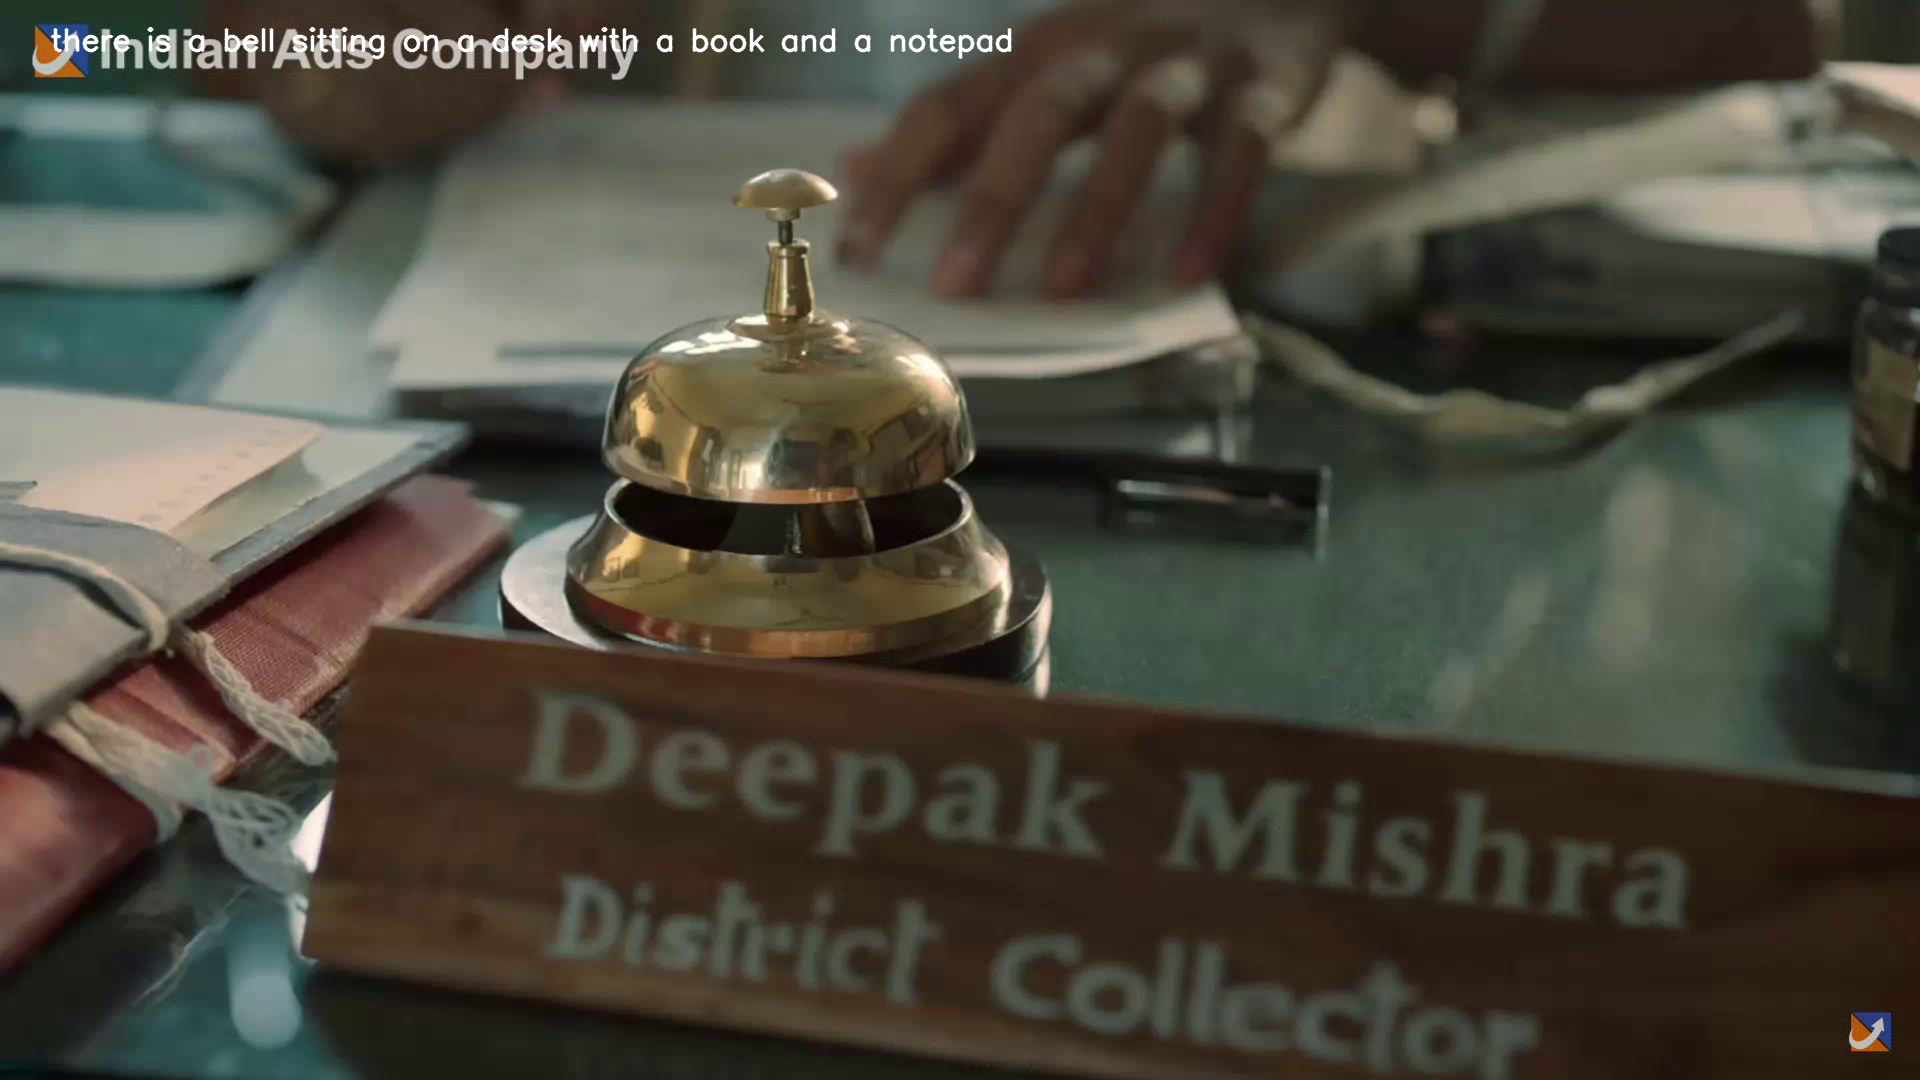 there is a bell sitting on a desk with a book and a notepad
Indian Ads Company
Deepak Mishra
District Collector